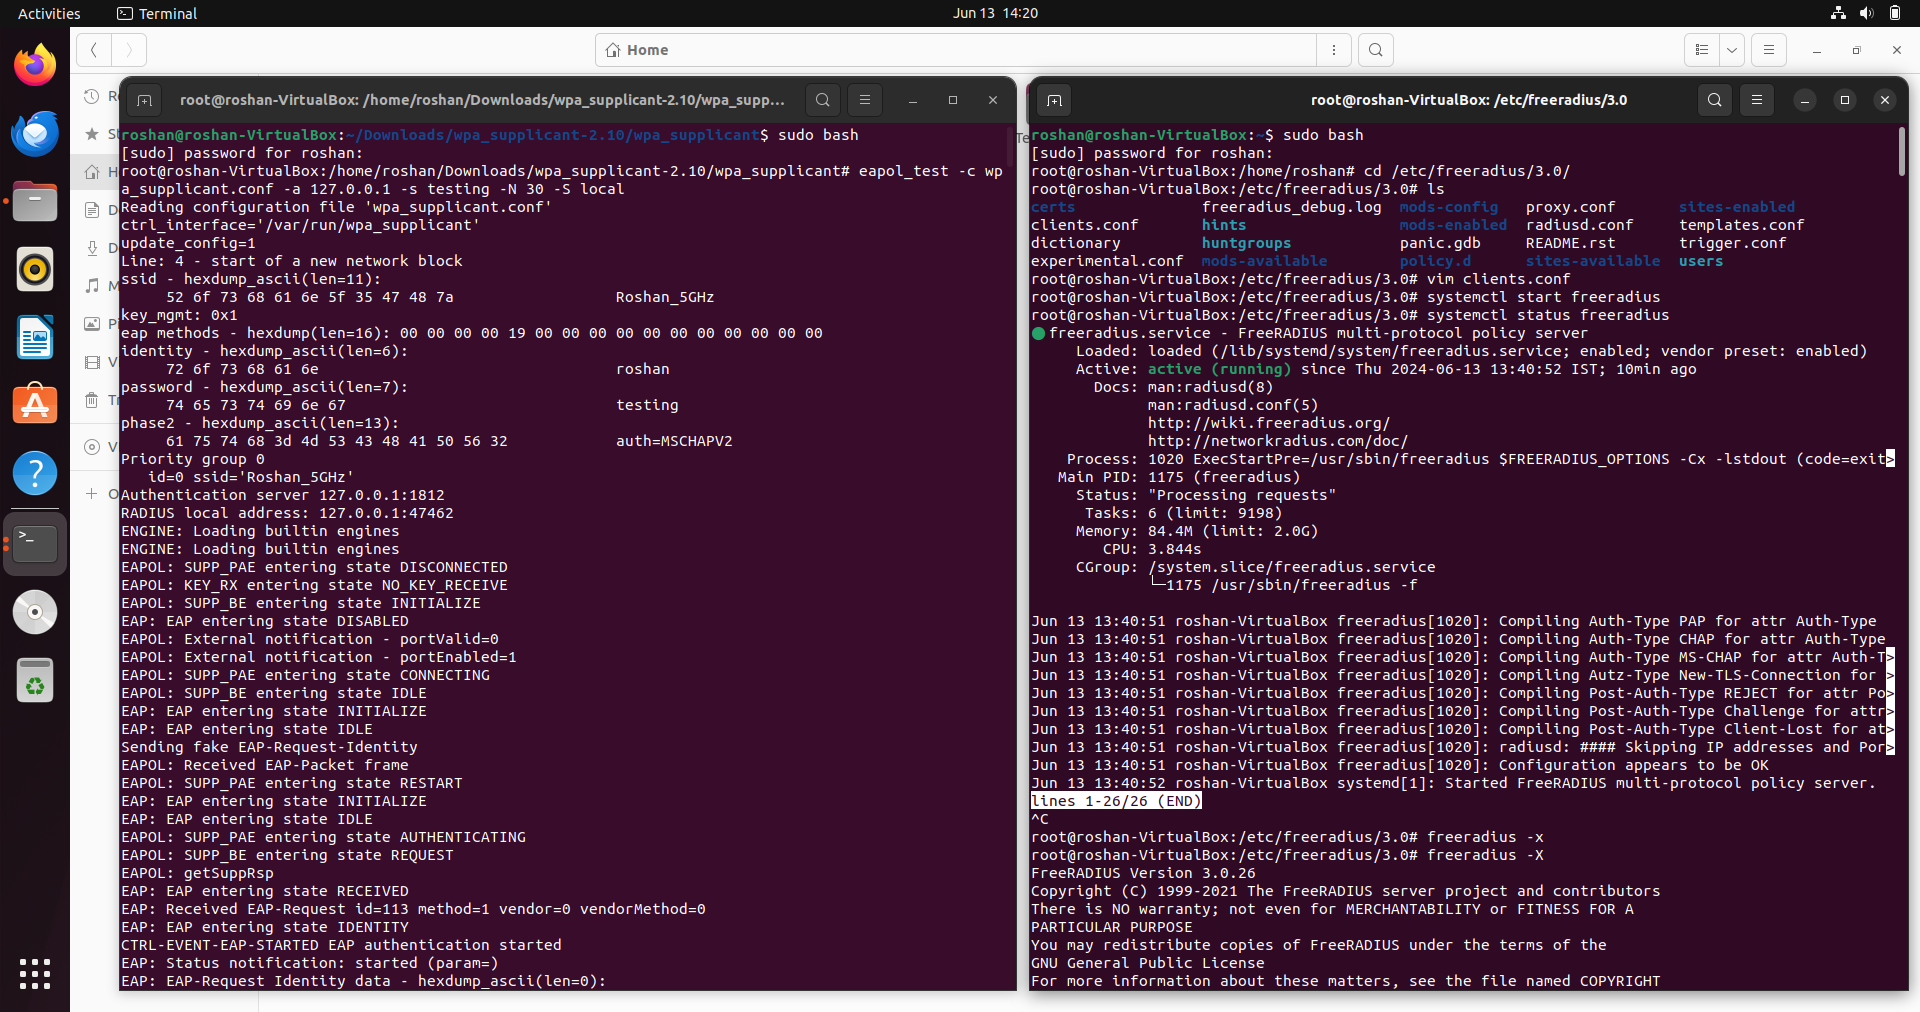 Activities
Terminal
Jun 13 14:20
Home
root@roshan-VirtualBox: /home/roshan/Downloads/wpa_supplicant-2.10/wpa_supp...
roshan@roshan-VirtualBox:~/Downloads/wpa_supplicant-2.10/wpa_supplicant$ sudo bash
[sudo] password for roshan:
root@roshan-VirtualBox:/home/roshan/Downloads/wpa_supplicant-2.10/wpa_supplicant# eapol_test -c wp
a_supplicant.conf -a 127.0.0.1 -s testing -N 30 -S local
Reading configuration file 'wpa_supplicant.conf'
ctrl_interface='/var/run/wpa_supplicant'
update_config=1
Line: 4 - start of a new network block
ssid - hexdump_ascii(len=11):
52 6f 73 68 61 6e 5f 35 47 48 7a Roshan_5GHz
key_mgmt: 0x1
eap methods - hexdump(len=16): 00 00 00 00 19 00 00 00 00 00 00 00 00 00 00 00
identity - hexdump_ascii(len=6):
72 6f 73 68 61 6e roshan
password - hexdump_ascii(len=7):
74 65 73 74 69 6e 67 testing
phase2 - hexdump_ascii(len=13):
61 75 74 68 3d 4d 53 43 48 41 50 56 32 auth=MSCHAPV2
Priority group 0
id=0 ssid='Roshan_5GHz'
Authentication server 127.0.0.1:1812
RADIUS local address: 127.0.0.1:47462
ENGINE: Loading builtin engines
ENGINE: Loading builtin engines
EAPOL: SUPP_PAE entering state DISCONNECTED
EAPOL: KEY_RX entering state NO_KEY_RECEIVE
EAPOL: SUPP_BE entering state INITIALIZE
EAP: EAP entering state DISABLED
EAPOL: External notification - portValid=0
EAPOL: External notification - portEnabled=1
EAPOL: SUPP_PAE entering state CONNECTING
EAPOL: SUPP_BE entering state IDLE
EAP: EAP entering state INITIALIZE
EAP: EAP entering state IDLE
Sending fake EAP-Request-Identity
EAPOL: Received EAP-Packet frame
EAPOL: SUPP_PAE entering state RESTART
EAP: EAP entering state INITIALIZE
EAP: EAP entering state IDLE
EAPOL: SUPP_PAE entering state AUTHENTICATING
EAPOL: SUPP_BE entering state REQUEST
EAPOL: getSuppRsp
EAP: EAP entering state RECEIVED
EAP: Received EAP-Request id=113 method=1 vendor=0 vendorMethod=0
EAP: EAP entering state IDENTITY
CTRL-EVENT-EAP-STARTED EAP authentication started
EAP: Status notification: started (param=)
EAP: EAP-Request Identity data - hexdump_ascii(len=0):
root@roshan-VirtualBox: /etc/freeradius/3.0
roshan@roshan-VirtualBox:~$ sudo bash
[sudo] password for roshan:
root@roshan-VirtualBox:/home/roshan# cd /etc/freeradius/3.0/
root@roshan-VirtualBox:/etc/freeradius/3.0# ls
certs freeradius_debug.log mods-config proxy.conf sites-enabled
clients.conf hints mods-enabled radiusd.conf templates.conf
dictionary huntgroups panic.gdb README.rst trigger.conf
experimental.conf mods-available policy.d sites-available users
root@roshan-VirtualBox:/etc/freeradius/3.0# vim clients.conf
root@roshan-VirtualBox:/etc/freeradius/3.0# systemctl start freeradius
root@roshan-VirtualBox:/etc/freeradius/3.0# systemctl status freeradius
● freeradius.service - FreeRADIUS multi-protocol policy server
Loaded: loaded (/lib/systemd/system/freeradius.service; enabled; vendor preset: enabled)
Active: active (running) since Thu 2024-06-13 13:40:52 IST; 10min ago
Docs: man:radiusd(8)
man:radiusd.conf(5)
http://wiki.freeradius.org/
http://networkradius.com/doc/
Process: 1020 ExecStartPre=/usr/sbin/freeradius $FREERADIUS_OPTIONS -Cx -lstdout (code=exit>
Main PID: 1175 (freeradius)
Status: "Processing requests"
Tasks: 6 (limit: 9198)
Memory: 84.4M (limit: 2.0G)
CPU: 3.844s
CGroup: /system.slice/freeradius.service
└─1175 /usr/sbin/freeradius -f
Jun 13 13:40:51 roshan-VirtualBox freeradius[1020]: Compiling Auth-Type PAP for attr Auth-Type
Jun 13 13:40:51 roshan-VirtualBox freeradius[1020]: Compiling Auth-Type CHAP for attr Auth-Type
Jun 13 13:40:51 roshan-VirtualBox freeradius[1020]: Compiling Auth-Type MS-CHAP for attr Auth-T>
Jun 13 13:40:51 roshan-VirtualBox freeradius[1020]: Compiling Autz-Type New-TLS-Connection for >
Jun 13 13:40:51 roshan-VirtualBox freeradius[1020]: Compiling Post-Auth-Type REJECT for attr Po>
Jun 13 13:40:51 roshan-VirtualBox freeradius[1020]: Compiling Post-Auth-Type Challenge for attr>
Jun 13 13:40:51 roshan-VirtualBox freeradius[1020]: Compiling Post-Auth-Type Client-Lost for at>
Jun 13 13:40:51 roshan-VirtualBox freeradius[1020]: radiusd: #### Skipping IP addresses and Por>
Jun 13 13:40:51 roshan-VirtualBox freeradius[1020]: Configuration appears to be OK
Jun 13 13:40:52 roshan-VirtualBox systemd[1]: Started FreeRADIUS multi-protocol policy server.
lines 1-26/26 (END)
^C
root@roshan-VirtualBox:/etc/freeradius/3.0# freeradius -x
root@roshan-VirtualBox:/etc/freeradius/3.0# freeradius -X
FreeRADIUS Version 3.0.26
Copyright (C) 1999-2021 The FreeRADIUS server project and contributors
There is NO warranty; not even for MERCHANTABILITY or FITNESS FOR A
PARTICULAR PURPOSE
You may redistribute copies of FreeRADIUS under the terms of the
GNU General Public License
For more information about these matters, see the file named COPYRIGHT